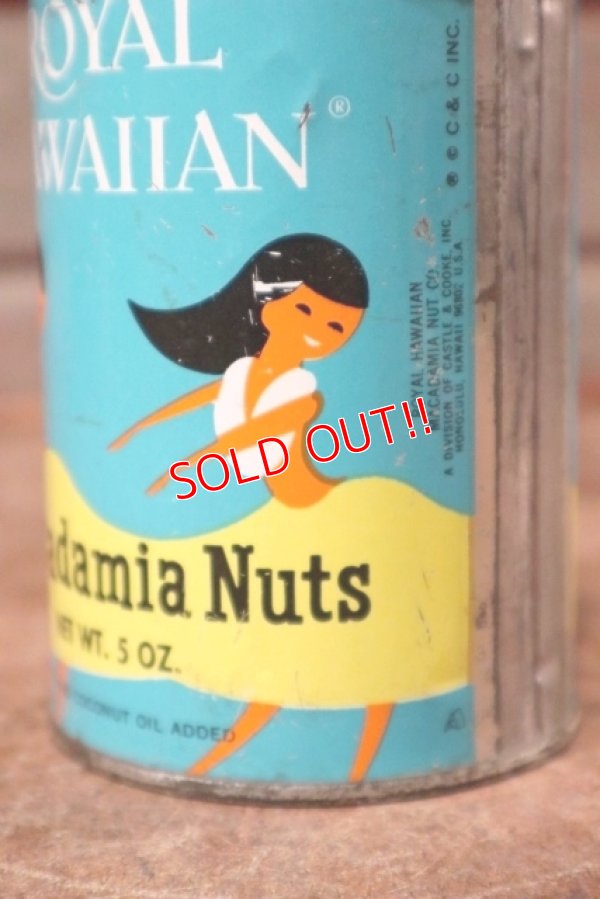 ROYAL
WAIIAN®
SOLD OUT!!
adamia Nuts
NET WT. 5 OZ.
COCONUT OIL ADDED
ROYAL HAWAIIAN
MACADAMIA NUT CO.
A DIVISION OF CASTLE & COOKE, INC.
HONOLULU, HAWAII 96802 U.S.A.
® © C & C INC.